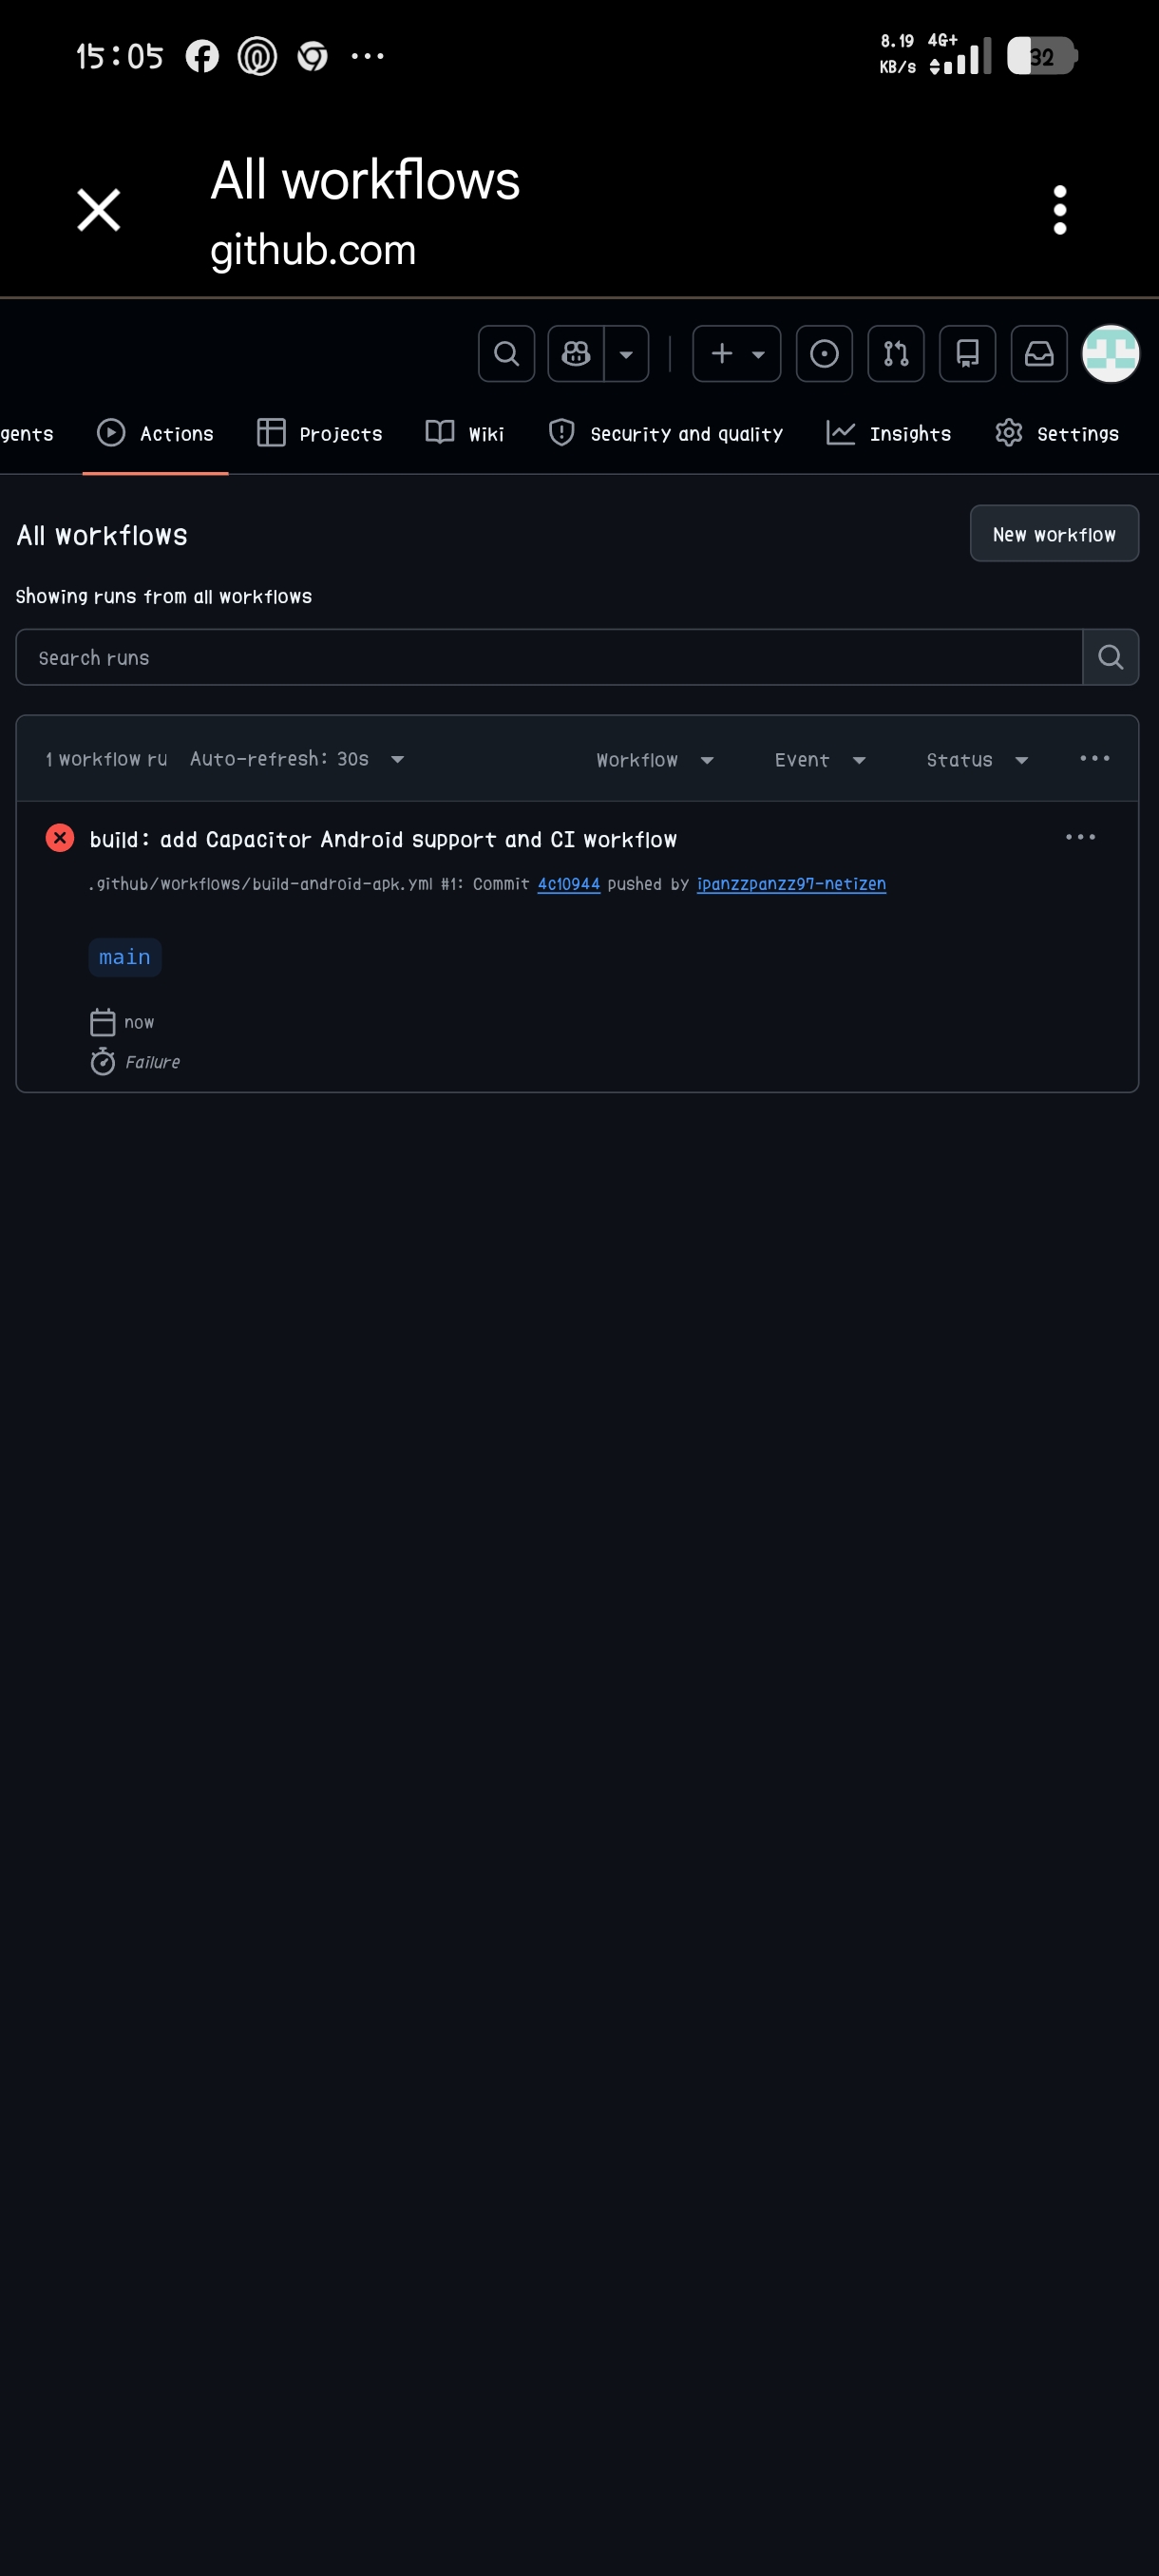 15:05
8.19 KB/s 4G+ 32
All workflows
github.com
gents Actions Projects Wiki Security and quality Insights Settings
All workflows
New workflow
Showing runs from all workflows
Search runs
1 workflow ru Auto-refresh: 30s Workflow Event Status
build: add Capacitor Android support and CI workflow
.github/workflows/build-android-apk.yml #1: Commit 4c10944 pushed by ipanzzpanzz97-netizen
main
now
Failure